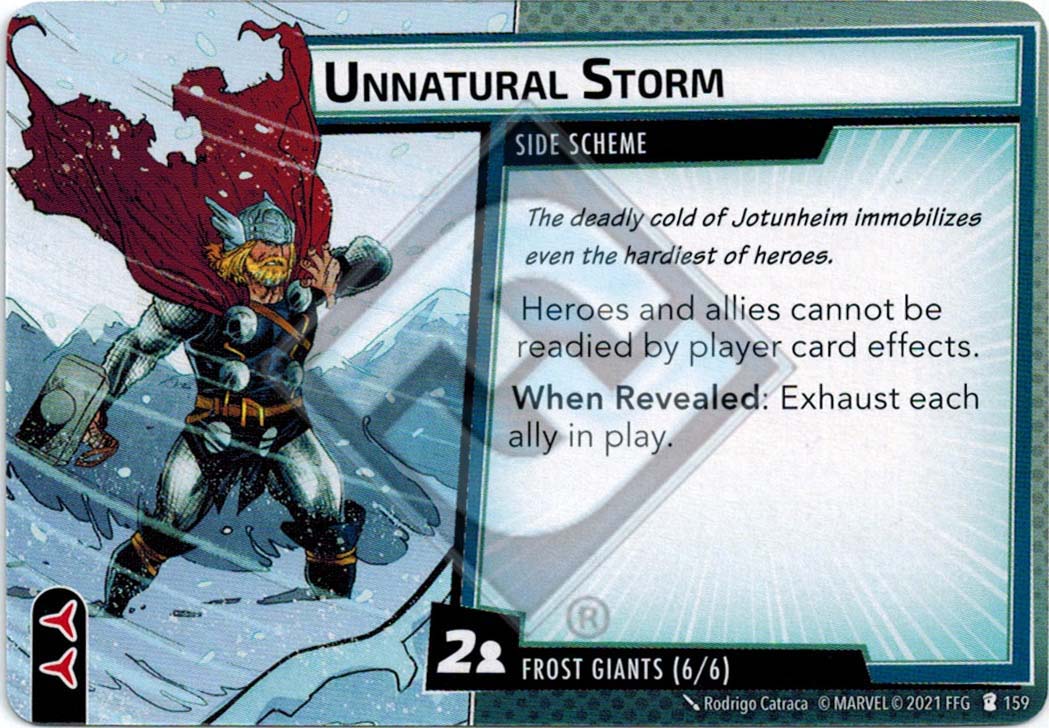 UNNATURAL STORM
SIDE SCHEME
The deadly cold of Jotunheim immobilizes
even the hardiest of heroes.
Heroes and allies cannot be
readied by player card effects.
When Revealed: Exhaust each
ally in play.
2
FROST GIANTS (6/6)
Rodrigo Catraca © MARVEL © 2021 FFG 159
®